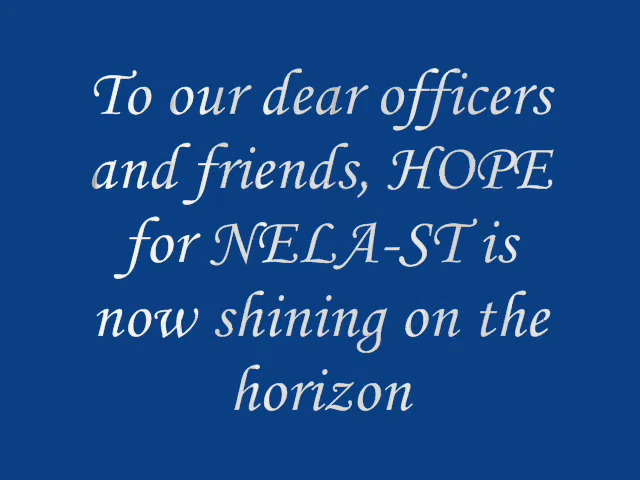 To our dear officers
and friends, HOPE
for NELA-ST is
now shining on the
horizon